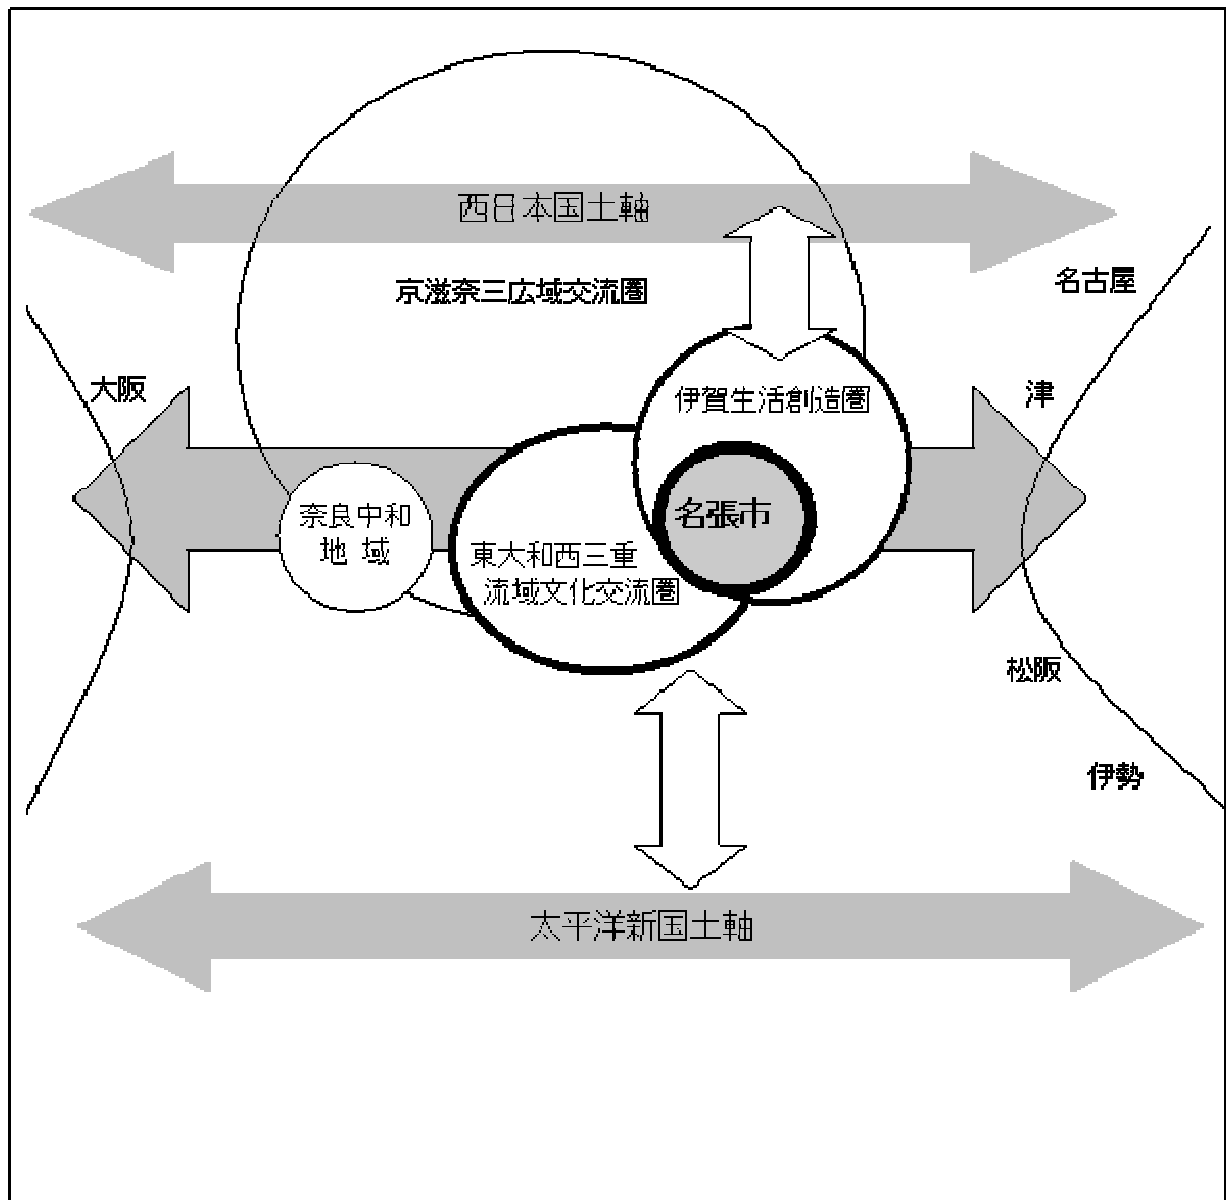 西日本国土軸
京滋奈三広域交流圏
名古屋
大阪
津
伊賀生活創造圏
名張市
奈良中和
地 域
東大和西三重
流域文化交流圏
松阪
伊勢
太平洋新国土軸